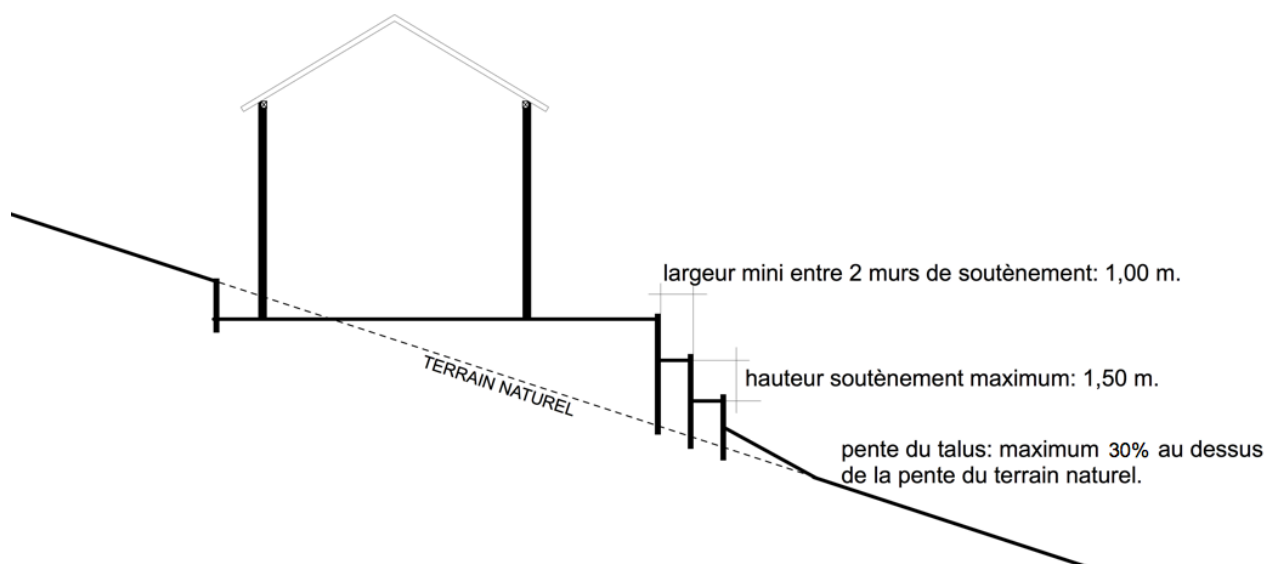 largeur mini entre 2 murs de soutènement: 1,00 m.
TERRAIN NATUREL
hauteur soutènement maximum: 1,50 m.
pente du talus: maximum 30% au dessus
de la pente du terrain naturel.